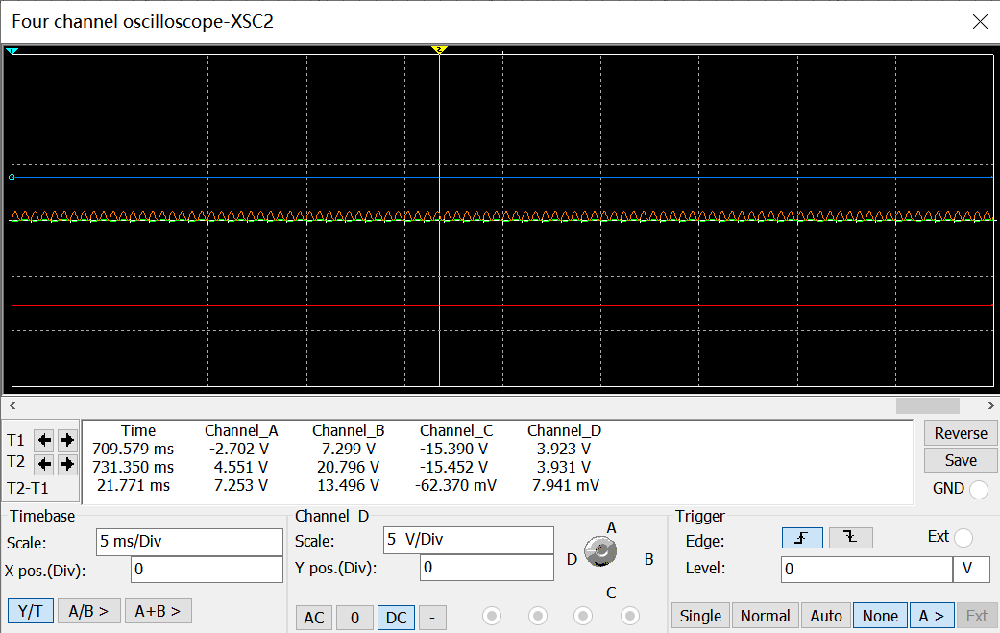 Four channel oscilloscope-XSC2
1 2
T1
T2
T2-T1
Time Channel_A Channel_B Channel_C Channel_D
709.579 ms -2.702 V 7.299 V -15.390 V 3.923 V
731.350 ms 4.551 V 20.796 V -15.452 V 3.931 V
21.771 ms 7.253 V 13.496 V -62.370 mV 7.941 mV
Reverse
Save
GND
Timebase
Scale: 5 ms/Div
X pos.(Div): 0
Y/T A/B > A+B >
Channel_D
Scale: 5 V/Div
Y pos.(Div): 0
AC 0 DC -
A
D B
C
Trigger
Edge: Ext
Level: 0 V
Single Normal Auto None A > Ext